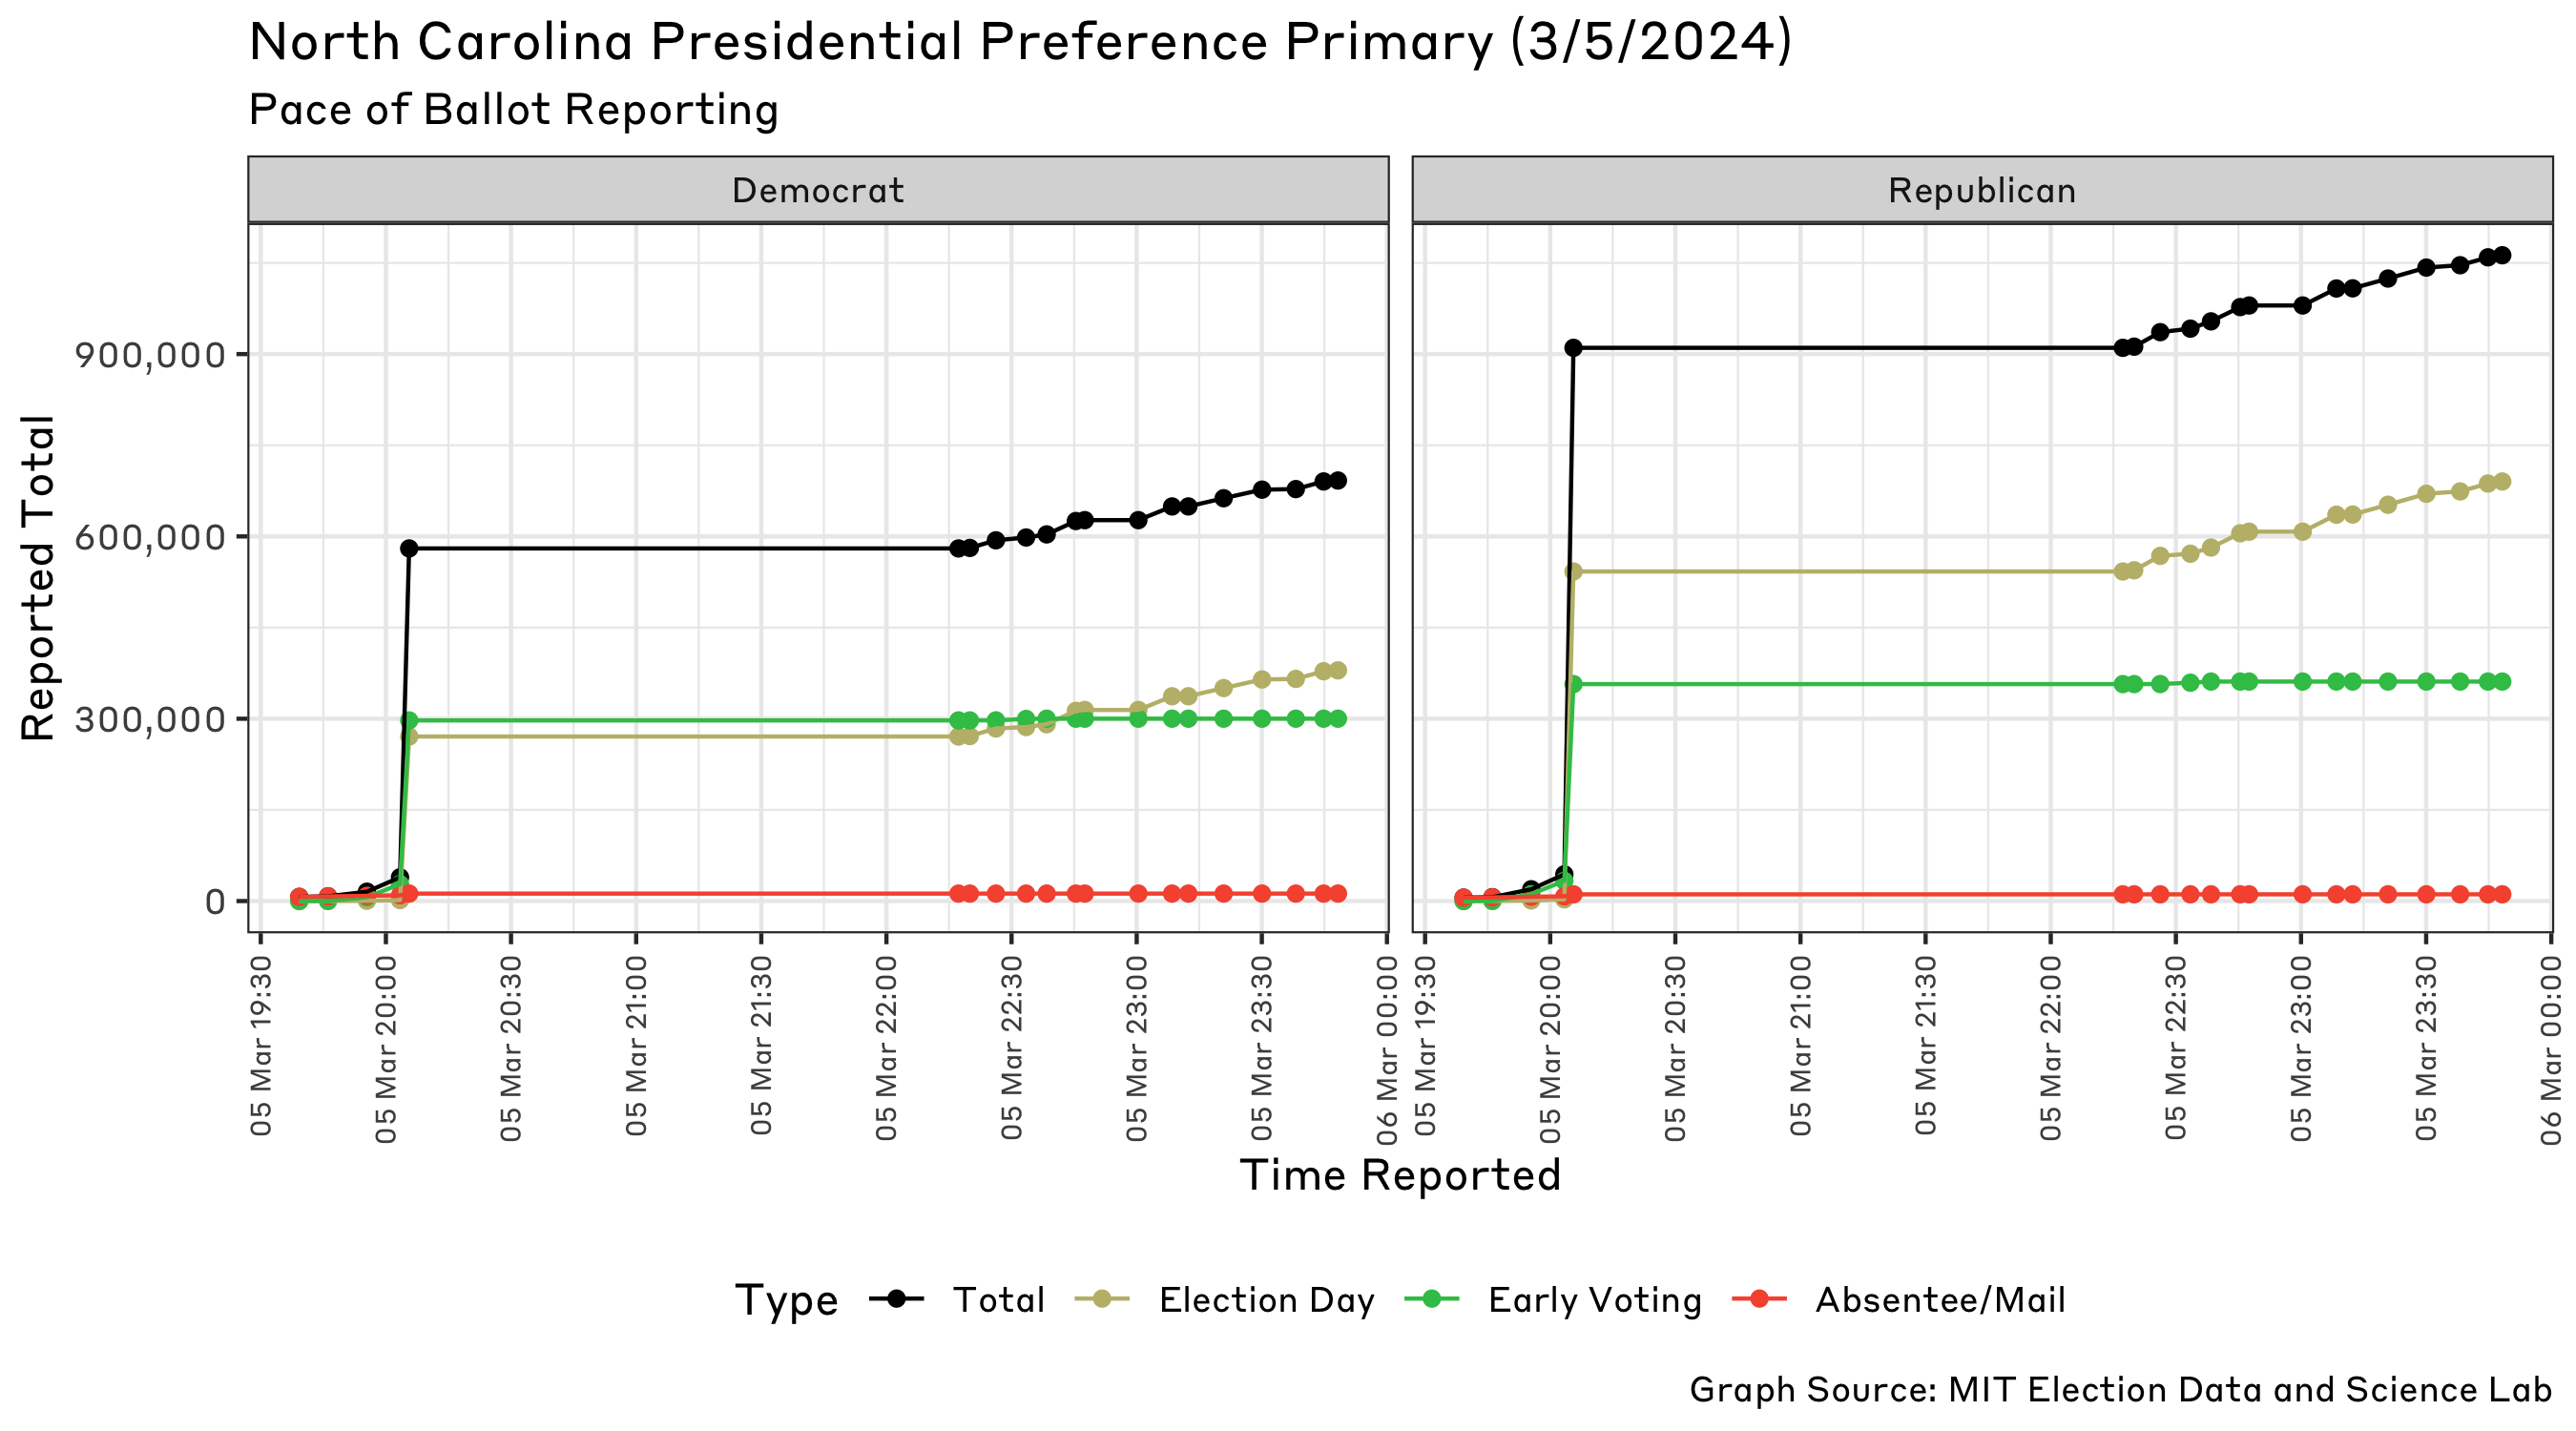 North Carolina Presidential Preference Primary (3/5/2024)
Pace of Ballot Reporting
Democrat
Republican
Reported Total
900,000
600,000
300,000
0
05 Mar 19:30
05 Mar 20:00
05 Mar 20:30
05 Mar 21:00
05 Mar 21:30
05 Mar 22:00
05 Mar 22:30
05 Mar 23:00
05 Mar 23:30
06 Mar 00:00
05 Mar 19:30
05 Mar 20:00
05 Mar 20:30
05 Mar 21:00
05 Mar 21:30
05 Mar 22:00
05 Mar 22:30
05 Mar 23:00
05 Mar 23:30
06 Mar 00:00
Time Reported
Type Total Election Day Early Voting Absentee/Mail
Graph Source: MIT Election Data and Science Lab